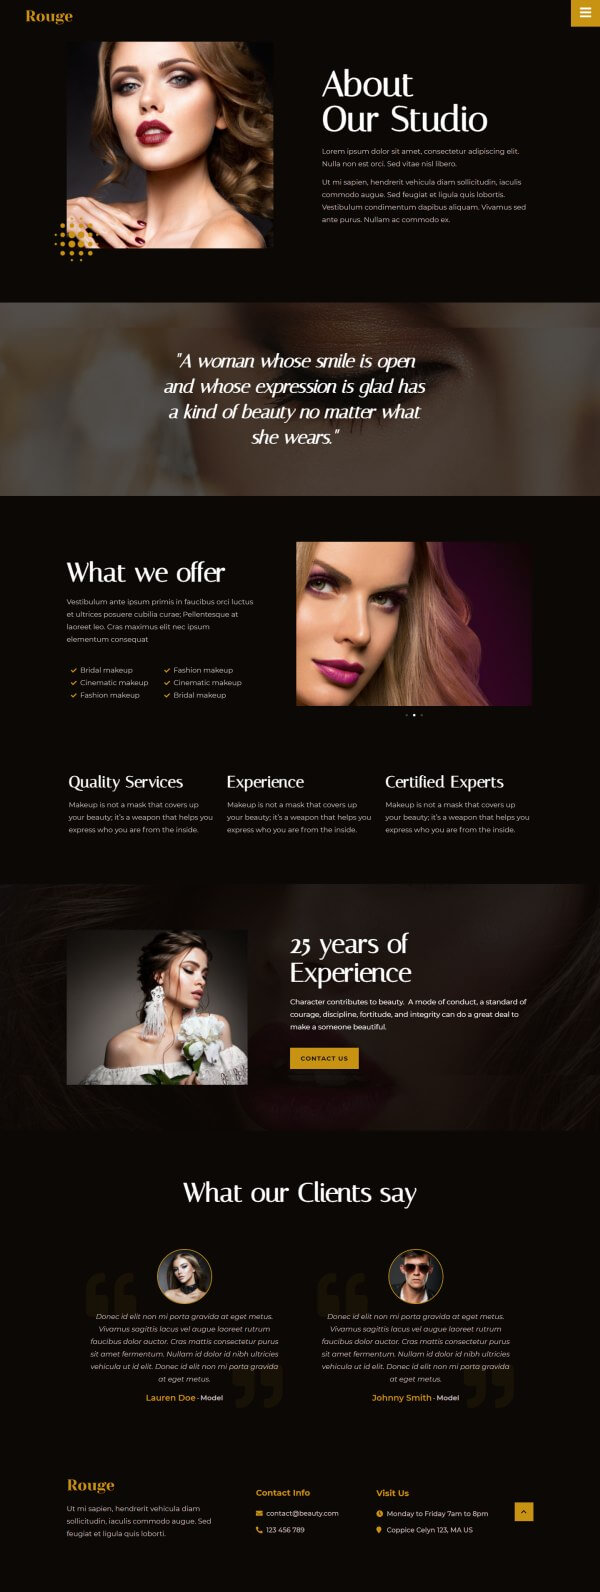 Rouge
About
Our Studio
Lorem ipsum dolor sit amet, consectetur adipiscing elit.
Nulla non est orci. Sed vitae nisl libero.
Ut mi sapien, hendrerit vehicula diam sollicitudin, iaculis
commodo augue. Sed feugiat et ligula quis lobortis.
Vestibulum condimentum dapibus aliquam. Vivamus sed
ante purus. Nullam ac commodo ex.
"A woman whose smile is open
and whose expression is glad has
a kind of beauty no matter what
she wears."
What we offer
Vestibulum ante ipsum primis in faucibus orci luctus
et ultrices posuere cubilia curae; Pellentesque at
laoreet leo. Cras maximus elit nec ipsum
elementum consequat
Bridal makeup
Cinematic makeup
Fashion makeup
Fashion makeup
Cinematic makeup
Bridal makeup
Quality Services
Makeup is not a mask that covers up
your beauty; it's a weapon that helps you
express who you are from the inside.
Experience
Makeup is not a mask that covers up
your beauty; it's a weapon that helps you
express who you are from the inside.
Certified Experts
Makeup is not a mask that covers up
your beauty; it's a weapon that helps you
express who you are from the inside.
25 years of
Experience
Character contributes to beauty. A mode of conduct, a standard of
courage, discipline, fortitude, and integrity can do a great deal to
make a someone beautiful.
CONTACT US
What our Clients say
Donec id elit non mi porta gravida at eget metus.
Vivamus sagittis lacus vel augue laoreet rutrum
faucibus dolor auctor. Cras mattis consectetur purus
sit amet fermentum. Nullam id dolor id nibh ultricies
vehicula ut id elit. Donec id elit non mi porta gravida
at eget metus.
Lauren Doe - Model
Donec id elit non mi porta gravida at eget metus.
Vivamus sagittis lacus vel augue laoreet rutrum
faucibus dolor auctor. Cras mattis consectetur purus
sit amet fermentum. Nullam id dolor id nibh ultricies
vehicula ut id elit. Donec id elit non mi porta gravida
at eget metus.
Johnny Smith - Model
Rouge
Ut mi sapien, hendrerit vehicula diam
sollicitudin, iaculis commodo augue. Sed
feugiat et ligula quis lobortis.
Contact Info
contact@beauty.com
123 456 789
Visit Us
Monday to Friday 7am to 8pm
Coppice Celyn 123, MA US